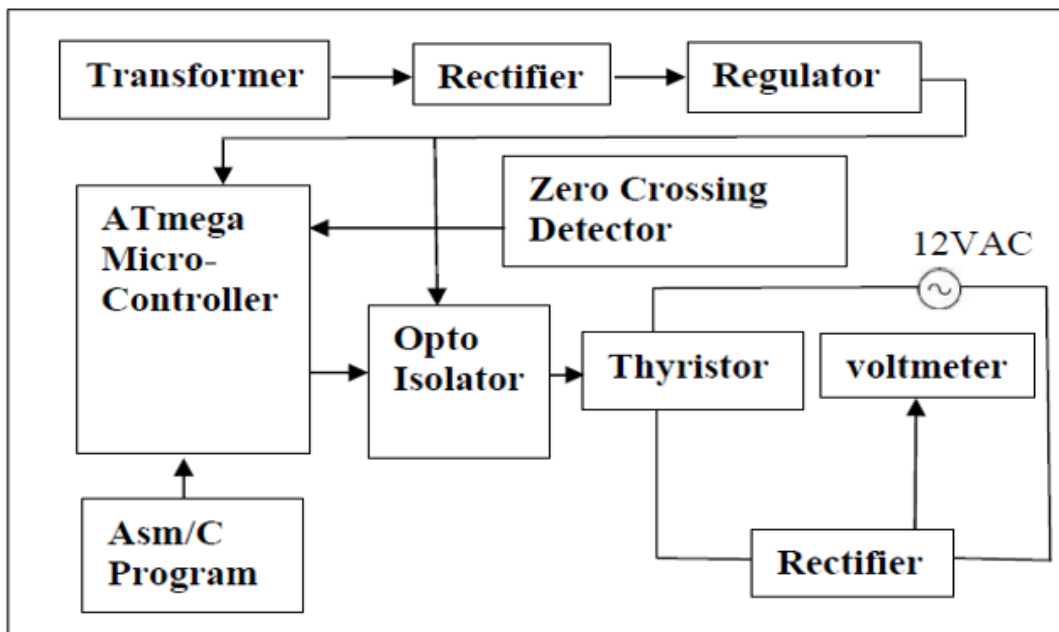 Transformer
Rectifier
Regulator
Zero Crossing
Detector
ATmega
Micro-
Controller
12VAC
Opto
Isolator
Thyristor
voltmeter
Asm/C
Program
Rectifier